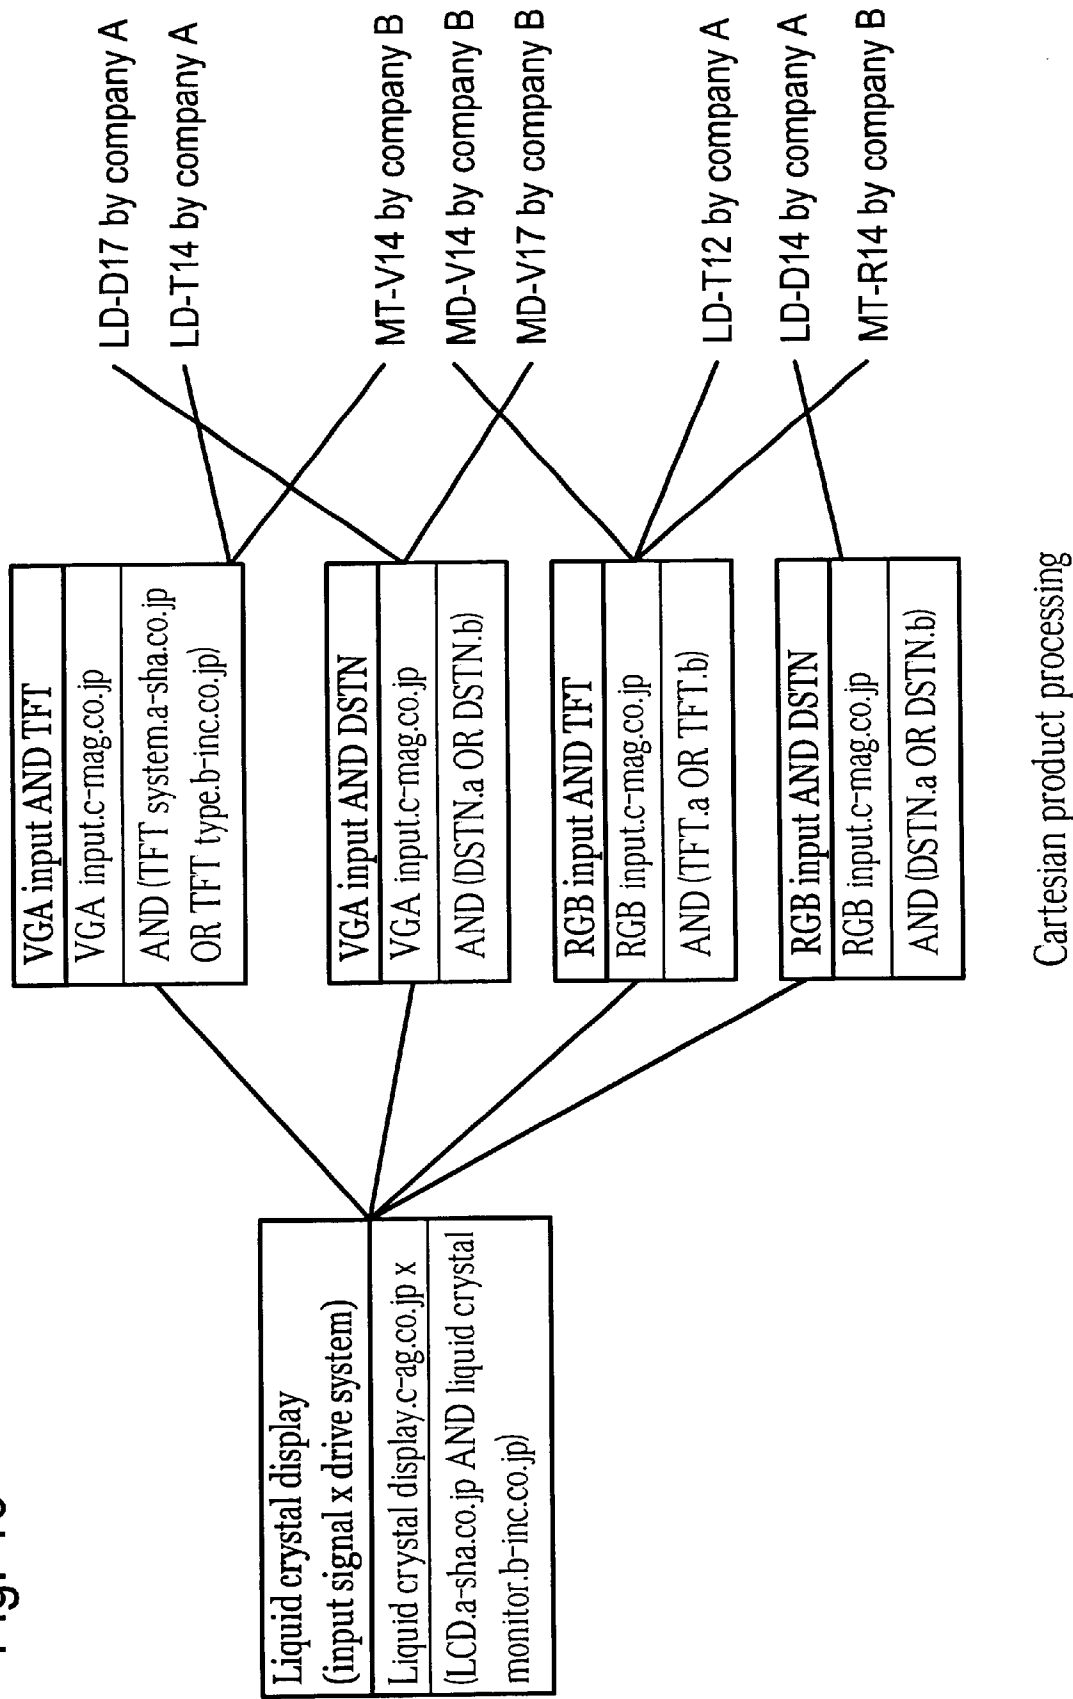 Liquid crystal display
(input signal x drive system)
Liquid crystal display.c-ag.co.jp x
(LCD.a-sha.co.jp AND liquid crystal
monitor.b-inc.co.jp)
VGA input AND TFT
VGA input.c-mag.co.jp
AND (TFT system.a-sha.co.jp
OR TFT type.b-inc.co.jp)
VGA input AND DSTN
VGA input.c-mag.co.jp
AND (DSTN.a OR DSTN.b)
RGB input AND TFT
RGB input.c-mag.co.jp
AND (TFT.a OR TFT.b)
RGB input AND DSTN
RGB input.c-mag.co.jp
AND (DSTN.a OR DSTN.b)
LD-D17 by company A
LD-T14 by company A
MT-V14 by company B
MD-V14 by company B
MD-V17 by company B
LD-T12 by company A
LD-D14 by company A
MT-R14 by company B
Cartesian product processing